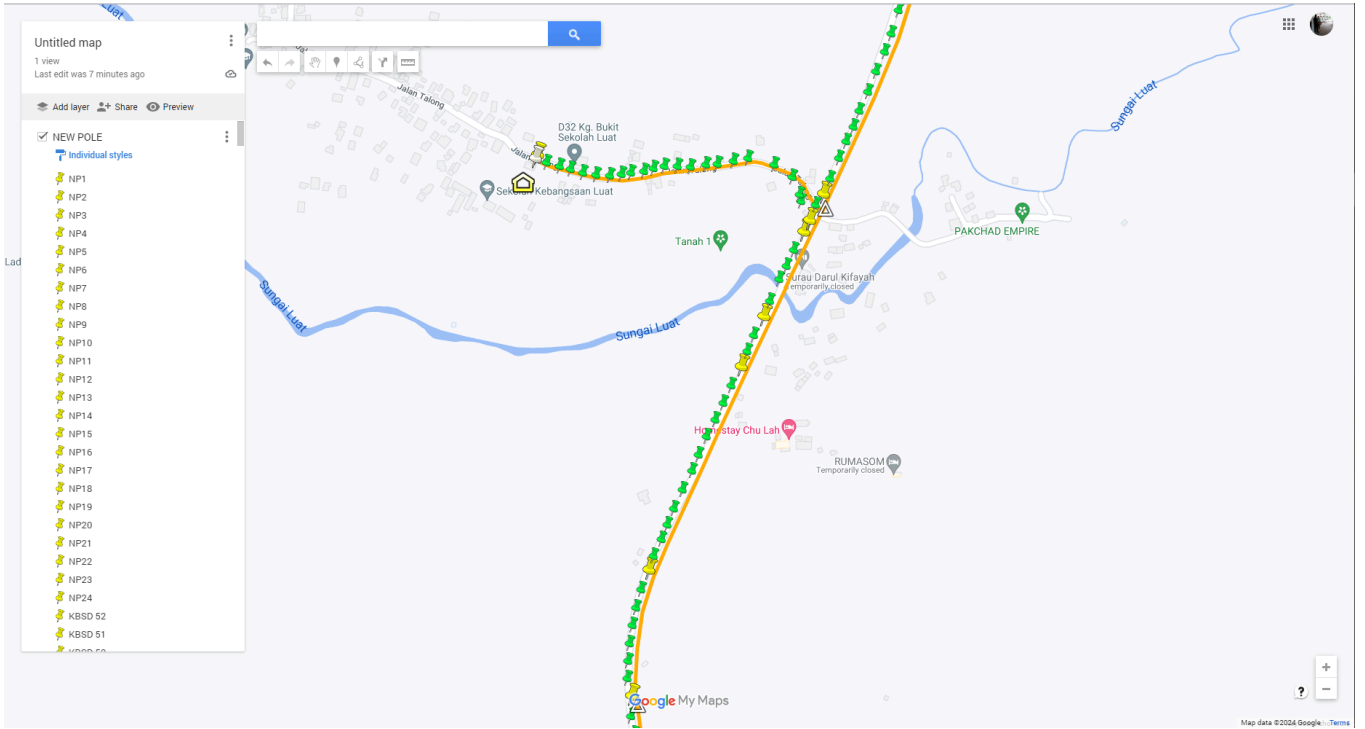 Untitled map
1 view
Last edit was 7 minutes ago
Add layer
Share
Preview
NEW POLE
Individual styles
NP1
NP2
NP3
NP4
NP5
NP6
NP7
NP8
NP9
NP10
NP11
NP12
NP13
NP14
NP15
NP16
NP17
NP18
NP19
NP20
NP21
NP22
NP23
NP24
KBSD 52
KBSD 51
Luat
Jalan Talong
D32 Kg. Bukit
Sekolah Luat
Sekolah Kebangsaan Luat
Tanah 1
Sungai Luat
PAKCHAD EMPIRE
Surau Darul Kifayah
Temporarily closed
Lad
Sungai Luat
Sungai Luat
Homestay Chu Lah
RUMASOM
Temporarily closed
Google My Maps
?
Map data ©2024 Google
Terms